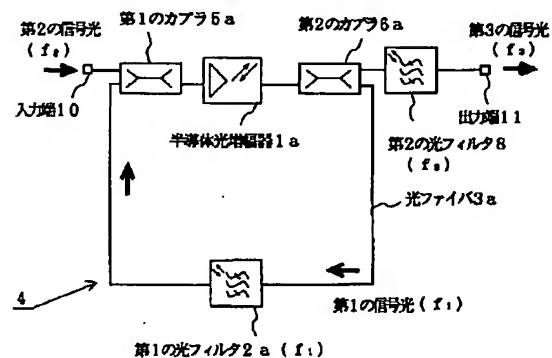 第2の信号光
(f₂)
第1のカプラ5a
第2のカプラ6a
第3の信号光
(f₃)
入力端10
半導体光増幅器1a
出力端11
第2の光フィルタ8
(f₃)
光ファイバ3a
4
第1の信号光(f₁)
第1の光フィルタ2a(f₁)